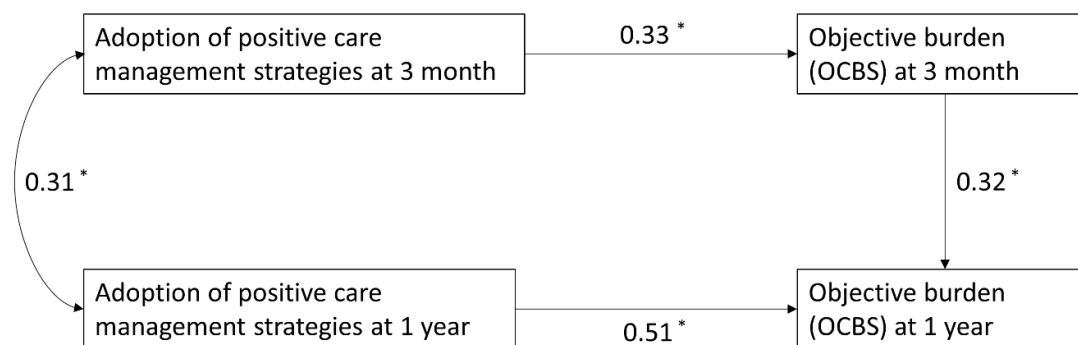 Adoption of positive care
management strategies at 3 month
0.33 *
Objective burden
(OCBS) at 3 month
0.31 *
0.32 *
Adoption of positive care
management strategies at 1 year
0.51 *
Objective burden
(OCBS) at 1 year